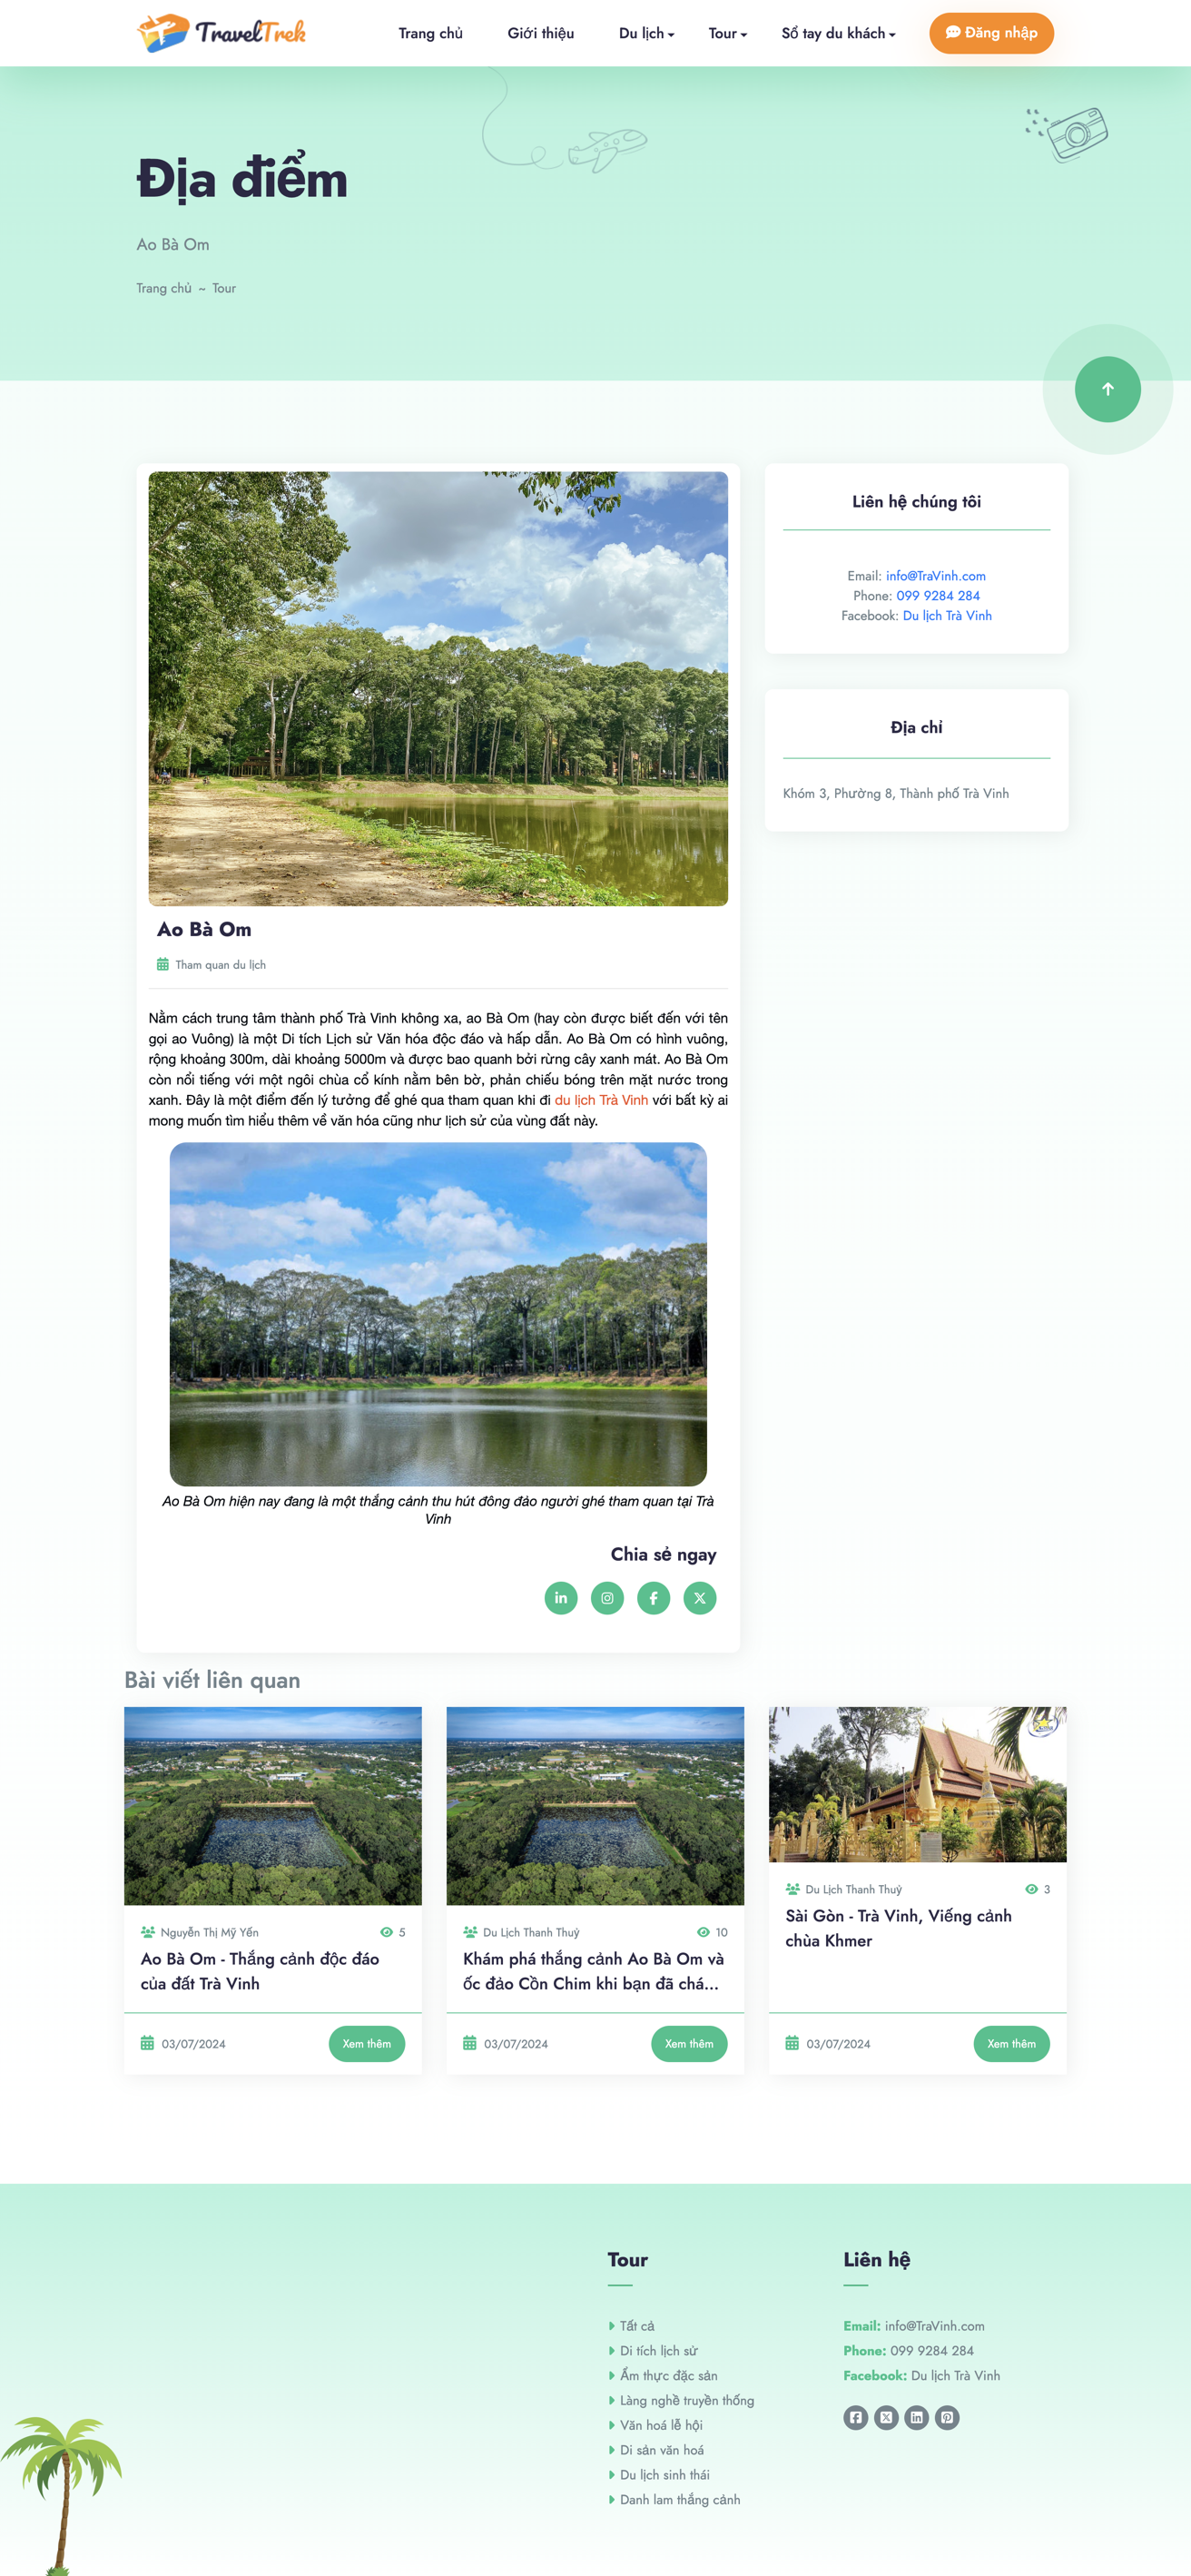 TravelTrek
Trang chủ
Giới thiệu
Du lịch
Tour
Sổ tay du khách
Đăng nhập
Địa điểm
Ao Bà Om
Trang chủ ~ Tour
Liên hệ chúng tôi
Email: info@TraVinh.com
Phone: 099 9284 284
Facebook: Du lịch Trà Vinh
Địa chỉ
Khóm 3, Phường 8, Thành phố Trà Vinh
Ao Bà Om
Tham quan du lịch
Nằm cách trung tâm thành phố Trà Vinh không xa, ao Bà Om (hay còn được biết đến với tên
gọi ao Vuông) là một Di tích Lịch sử Văn hóa độc đáo và hấp dẫn. Ao Bà Om có hình vuông,
rộng khoảng 300m, dài khoảng 5000m và được bao quanh bởi rừng cây xanh mát. Ao Bà Om
còn nổi tiếng với một ngôi chùa cổ kính nằm bên bờ, phản chiếu bóng trên mặt nước trong
xanh. Đây là một điểm đến lý tưởng để ghé qua tham quan khi đi du lịch Trà Vinh với bất kỳ ai
mong muốn tìm hiểu thêm về văn hóa cũng như lịch sử của vùng đất này.
Ao Bà Om hiện nay đang là một thắng cảnh thu hút đông đảo người ghé tham quan tại Trà
Vinh
Chia sẻ ngay
Bài viết liên quan
Nguyễn Thị Mỹ Yến
5
Ao Bà Om - Thắng cảnh độc đáo
của đất Trà Vinh
03/07/2024
Xem thêm
Du Lịch Thanh Thuỷ
10
Khám phá thắng cảnh Ao Bà Om và
ốc đảo Cồn Chim khi bạn đã chá...
03/07/2024
Xem thêm
Du Lịch Thanh Thuỷ
3
Sài Gòn - Trà Vinh, Viếng cảnh
chùa Khmer
03/07/2024
Xem thêm
Tour
Tất cả
Di tích lịch sử
Ẩm thực đặc sản
Làng nghề truyền thống
Văn hoá lễ hội
Di sản văn hoá
Du lịch sinh thái
Danh lam thắng cảnh
Liên hệ
Email: info@TraVinh.com
Phone: 099 9284 284
Facebook: Du lịch Trà Vinh